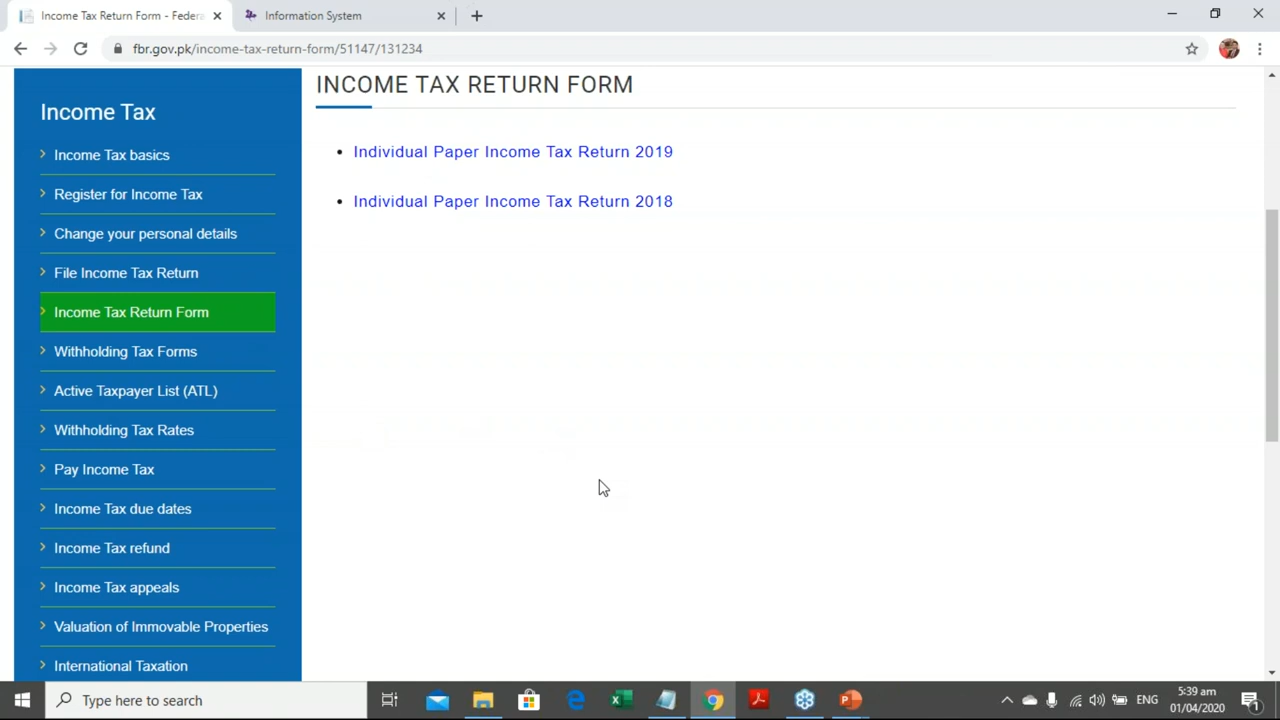 Income Tax Return Form - Federa
Information System
fbr.gov.pk/income-tax-return-form/51147/131234
Income Tax
Income Tax basics
Register for Income Tax
Change your personal details
File Income Tax Return
Income Tax Return Form
Withholding Tax Forms
Active Taxpayer List (ATL)
Withholding Tax Rates
Pay Income Tax
Income Tax due dates
Income Tax refund
Income Tax appeals
Valuation of Immovable Properties
International Taxation
INCOME TAX RETURN FORM
Individual Paper Income Tax Return 2019
Individual Paper Income Tax Return 2018
Type here to search
ENG
5:39 am
01/04/2020
1